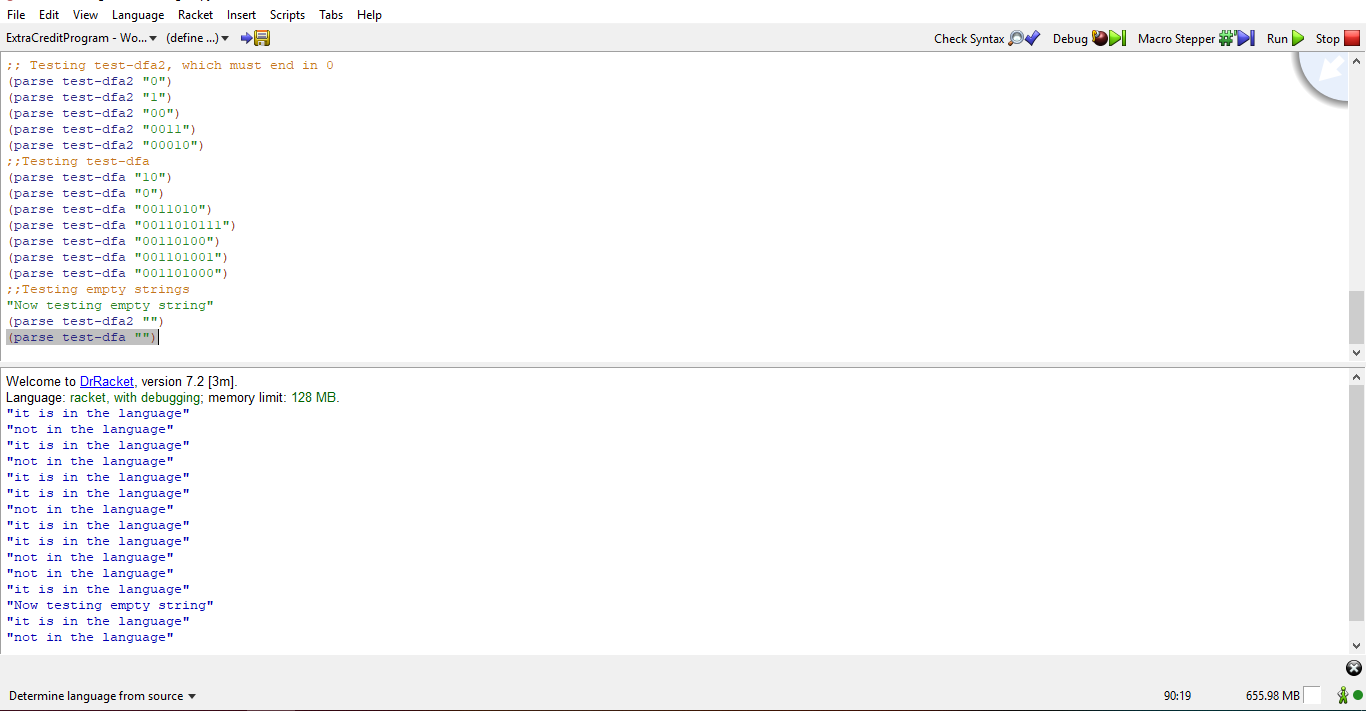 File Edit View Language Racket Insert Scripts Tabs Help
ExtraCreditProgram - Wo... (define ...) Check Syntax Debug Macro Stepper Run Stop
;; Testing test-dfa2, which must end in 0
(parse test-dfa2 "0")
(parse test-dfa2 "1")
(parse test-dfa2 "00")
(parse test-dfa2 "0011")
(parse test-dfa2 "00010")
;;Testing test-dfa
(parse test-dfa "10")
(parse test-dfa "0")
(parse test-dfa "0011010")
(parse test-dfa "0011010111")
(parse test-dfa "00110100")
(parse test-dfa "001101001")
(parse test-dfa "001101000")
;;Testing empty strings
"Now testing empty string"
(parse test-dfa2 "")
(parse test-dfa "")
Welcome to DrRacket, version 7.2 [3m].
Language: racket, with debugging; memory limit: 128 MB.
"it is in the language"
"not in the language"
"it is in the language"
"not in the language"
"it is in the language"
"it is in the language"
"not in the language"
"it is in the language"
"it is in the language"
"not in the language"
"not in the language"
"it is in the language"
"Now testing empty string"
"it is in the language"
"not in the language"
Determine language from source 90:19 655.98 MB